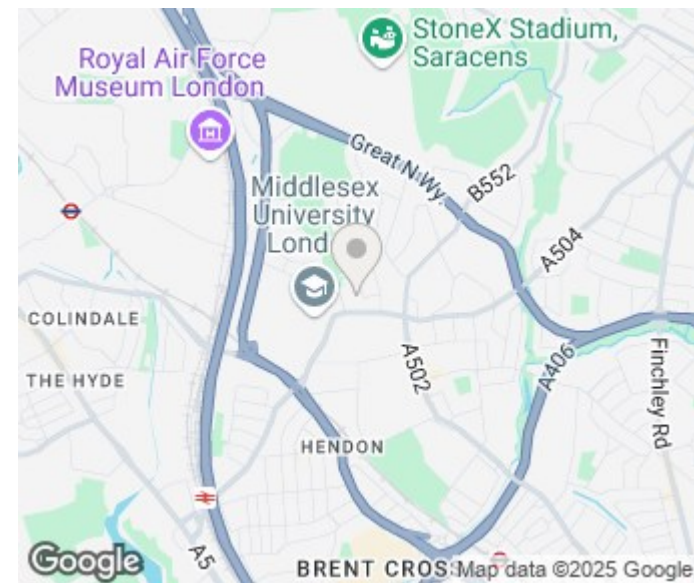 StoneX Stadium,
Saracens
Royal Air Force
Museum London
Great N Wy.
B552
Middlesex
University
Lond
A504
COLINDALE
THE HYDE
A502
A406
Finchley Rd
HENDON
A5
BRENT CROS
Google
Map data ©2025 Google